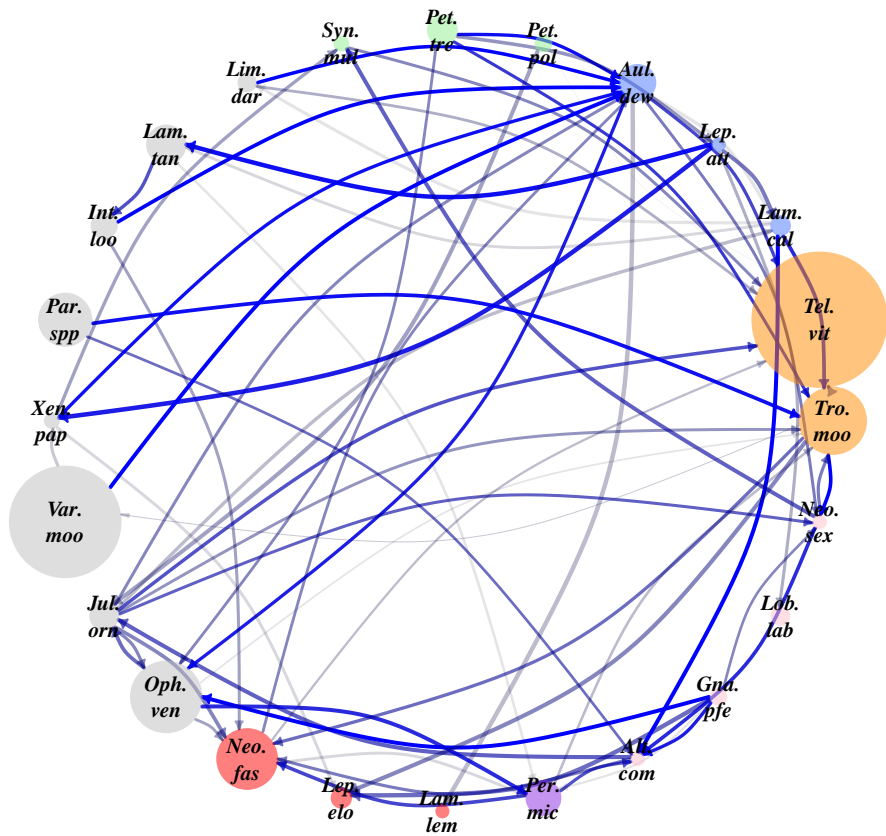 Pet.
tre
Pet.
pol
Syn.
mul
Aul.
dew
Lim.
dar
Lep.
alt
Lam.
tan
Lam.
cal
Int.
loo
Tel.
vit
Par.
spp
Tro.
moo
Xen.
pap
Neo.
sex
Var.
moo
Lob.
lab
Jul.
orn
Gna.
pfe
Oph.
ven
Alt.
com
Neo.
fas
Per.
mic
Lep.
elo
Lam.
lem